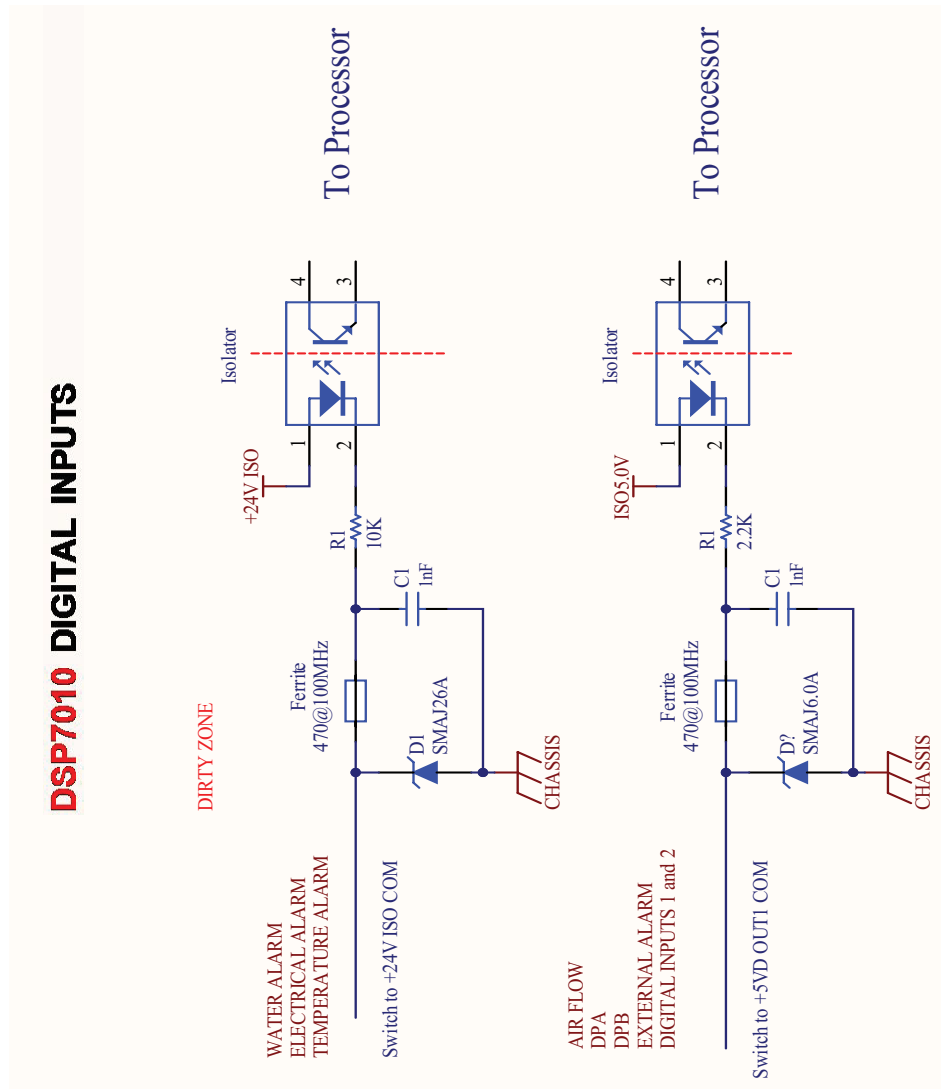 DSP7010 DIGITAL INPUTS
DIRTY ZONE
WATER ALARM
ELECTRICAL ALARM
TEMPERATURE ALARM
Switch to +24V ISO COM
D1
SMAJ26A
CHASSIS
Ferrite
470@100MHz
C1
1nF
R1
10K
+24V ISO
1
2
Isolator
4
3
To Processor
AIR FLOW
DPA
DPB
EXTERNAL ALARM
DIGITAL INPUTS 1 and 2
Switch to +5VD OUT1 COM
D?
SMAJ6.0A
CHASSIS
Ferrite
470@100MHz
C1
1nF
R1
2.2K
ISO5.0V
1
2
Isolator
4
3
To Processor